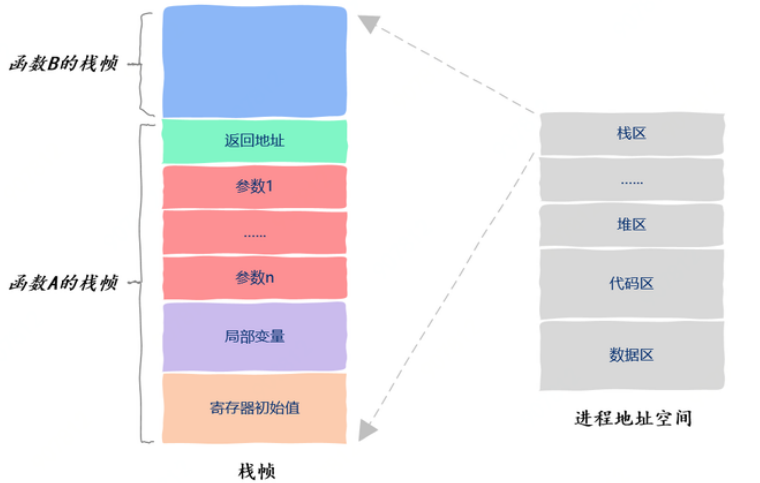 函数B的栈帧
返回地址
参数1
……
参数n
函数A的栈帧
局部变量
寄存器初始值
栈帧
栈区
……
堆区
代码区
数据区
进程地址空间